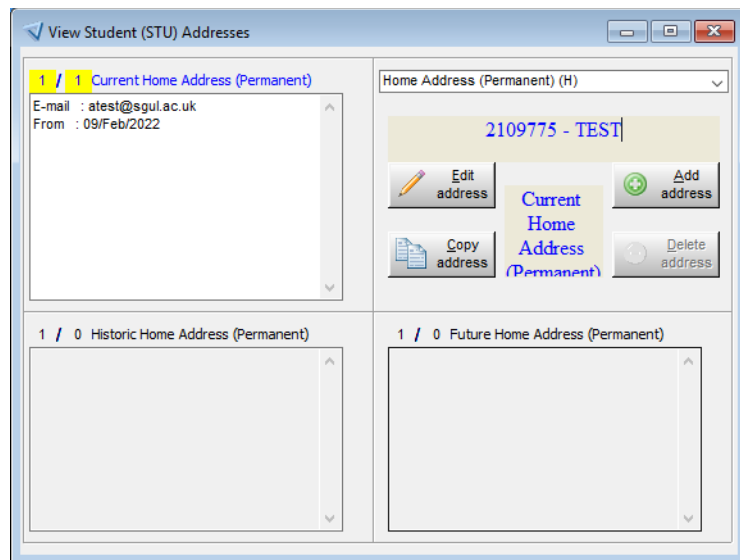 View Student (STU) Addresses
1 / 1 Current Home Address (Permanent)
E-mail : atest@sgul.ac.uk
From : 09/Feb/2022
Home Address (Permanent) (H)
2109775 - TEST
Edit
address
Add
address
Current
Home
Address
(Permanent)
Copy
address
Delete
address
1 / 0 Historic Home Address (Permanent)
1 / 0 Future Home Address (Permanent)